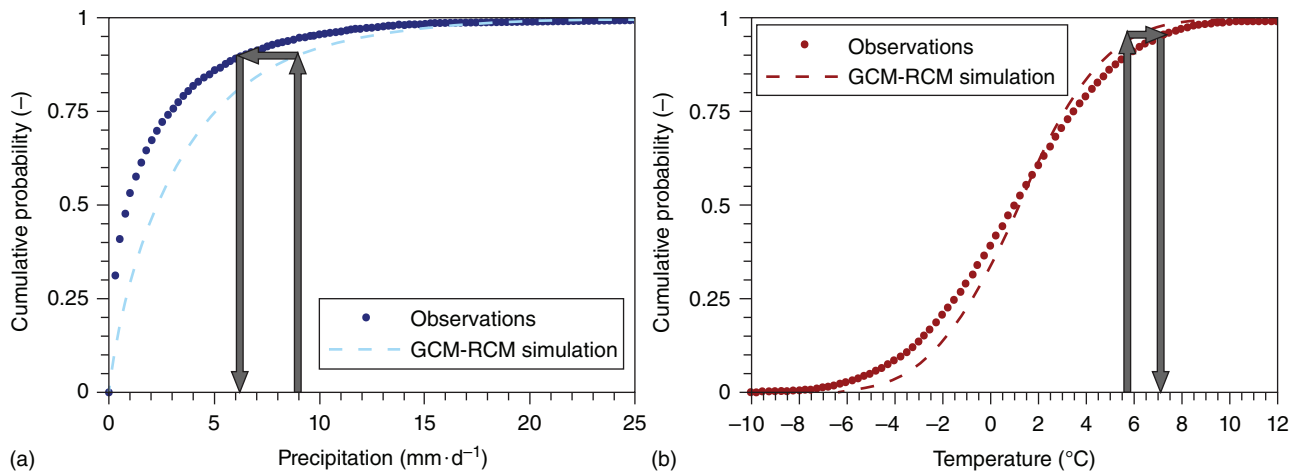 1
0.75
0.5
0.25
0
Cumulative probability (–)
0
5
10
15
20
25
Precipitation (mm·d⁻¹)
Observations
GCM-RCM simulation
(a)
1
0.75
0.5
0.25
0
Cumulative probability (–)
–10
–8
–6
–4
–2
0
2
4
6
8
10
12
Temperature (°C)
Observations
GCM-RCM simulation
(b)